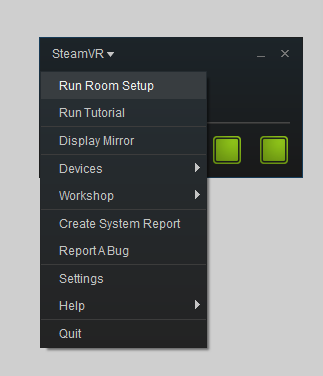 SteamVR
Run Room Setup
Run Tutorial
Display Mirror
Devices
Workshop
Create System Report
Report A Bug
Settings
Help
Quit